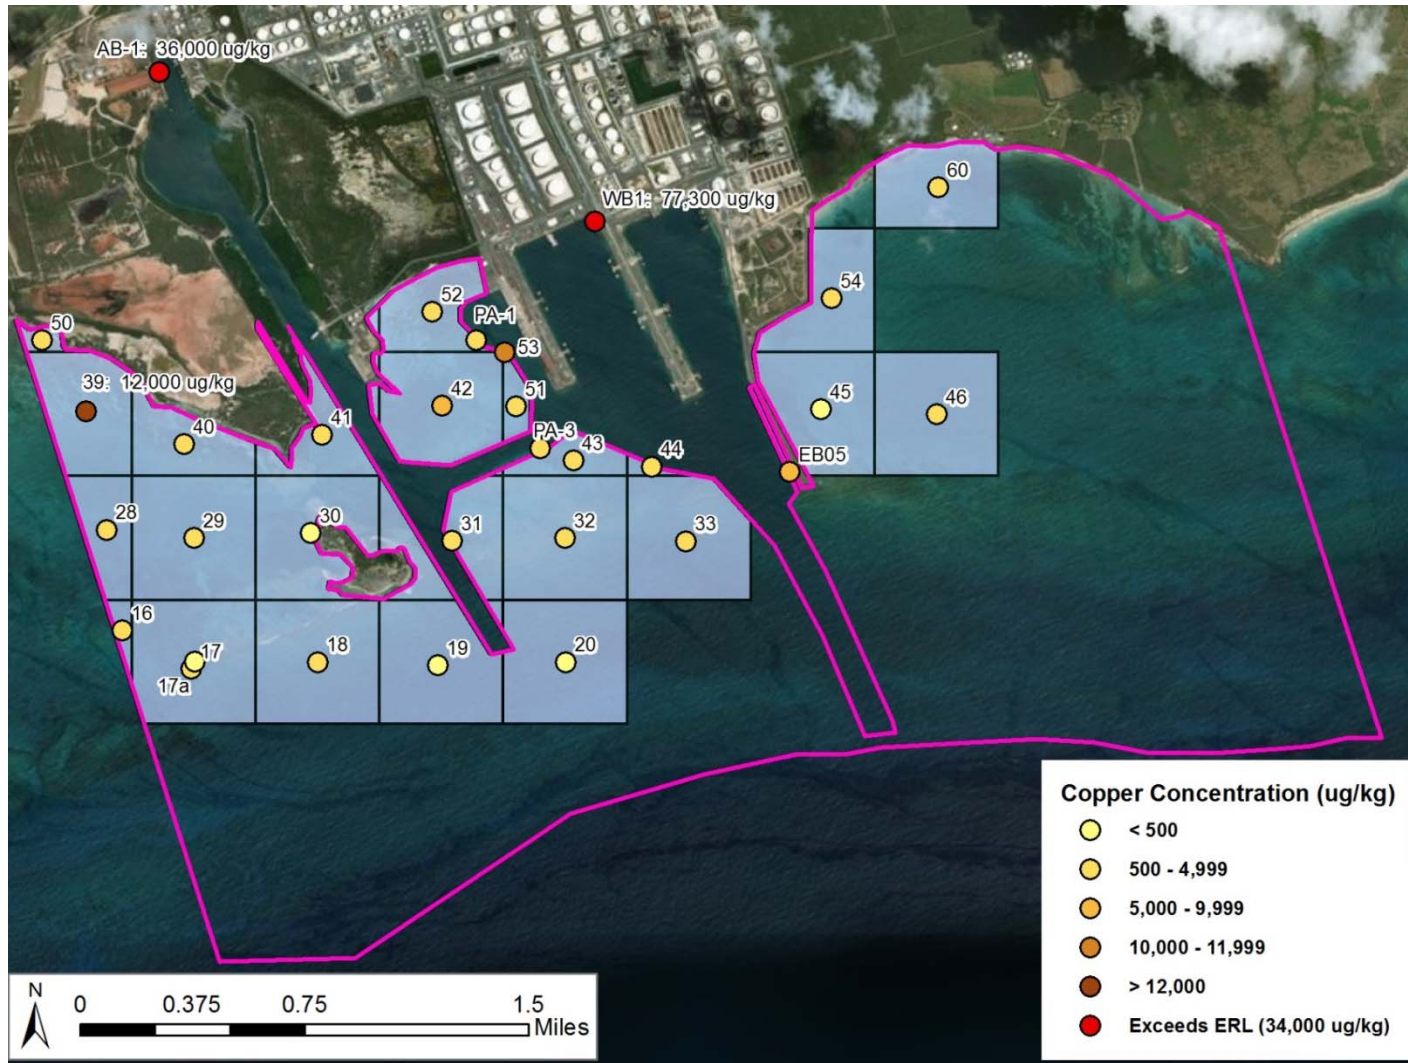 AB-1: 36,000 ug/kg
WB1: 77,300 ug/kg
60
54
52
PA-1
50
53
39: 12,000 ug/kg
42
51
45
46
40
41
PA-3
43
44
EB05
28
29
30
31
32
33
16
17
17a
18
19
20
Copper Concentration (ug/kg)
< 500
500 - 4,999
5,000 - 9,999
10,000 - 11,999
> 12,000
Exceeds ERL (34,000 ug/kg)
N
0 0.375 0.75 1.5
Miles